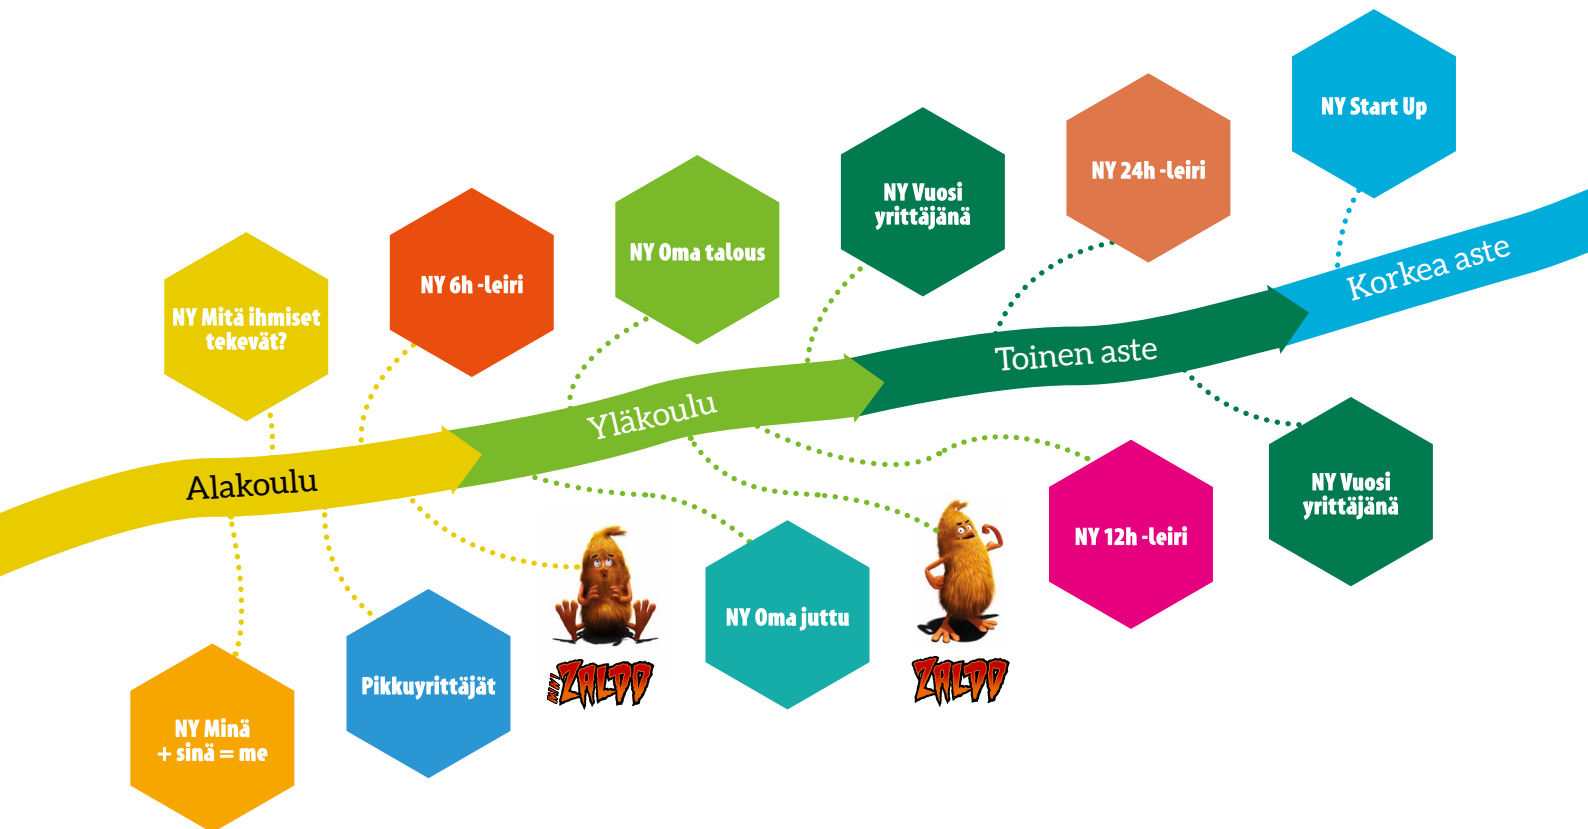 NY Start Up
NY 24h -leiri
NY Vuosi
yrittäjänä
NY Oma talous
NY 6h -leiri
NY Mitä ihmiset
tekevät?
Korkea aste
Toinen aste
Yläkoulu
Alakoulu
NY Vuosi
yrittäjänä
NY 12h -leiri
NY Oma juttu
Pikkuyrittäjät
NY Minä
+ sinä = me
MINI ZALDO
ZALDO